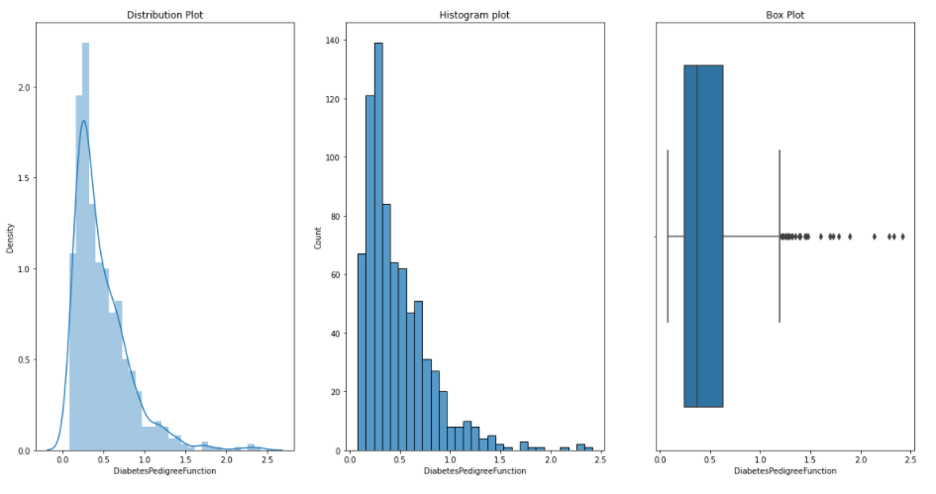 Distribution Plot
2.0
1.5
1.0
0.5
0.0
Density
0.0 0.5 1.0 1.5 2.0 2.5
DiabetesPedigreeFunction
Histogram plot
140
120
100
80
60
40
20
0
Count
0.0 0.5 1.0 1.5 2.0 2.5
DiabetesPedigreeFunction
Box Plot
0.0 0.5 1.0 1.5 2.0 2.5
DiabetesPedigreeFunction